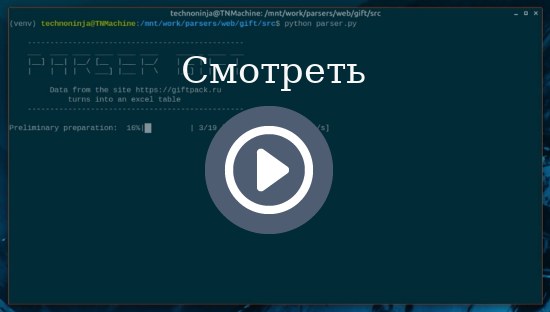 technoninja@TNMachine: /mnt/work/parsers/web/gift/src
(venv) technoninja@TNMachine:/mnt/work/parsers/web/gift/src$ python parser.py
Смотреть
Data from the site https://giftpack.ru
turns into an excel table
Preliminary preparation: 16%| | 3/19 /s]